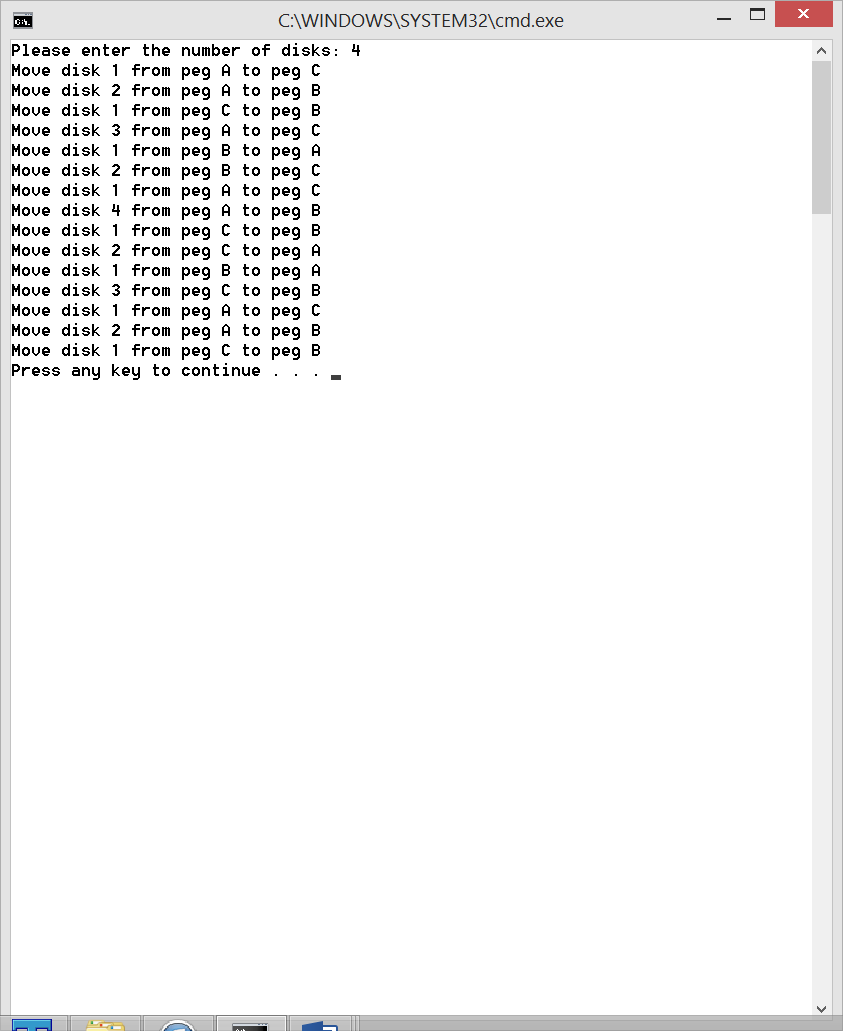 C:\WINDOWS\SYSTEM32\cmd.exe
Please enter the number of disks: 4
Move disk 1 from peg A to peg C
Move disk 2 from peg A to peg B
Move disk 1 from peg C to peg B
Move disk 3 from peg A to peg C
Move disk 1 from peg B to peg A
Move disk 2 from peg B to peg C
Move disk 1 from peg A to peg C
Move disk 4 from peg A to peg B
Move disk 1 from peg C to peg B
Move disk 2 from peg C to peg A
Move disk 1 from peg B to peg A
Move disk 3 from peg C to peg B
Move disk 1 from peg A to peg C
Move disk 2 from peg A to peg B
Move disk 1 from peg C to peg B
Press any key to continue . . .